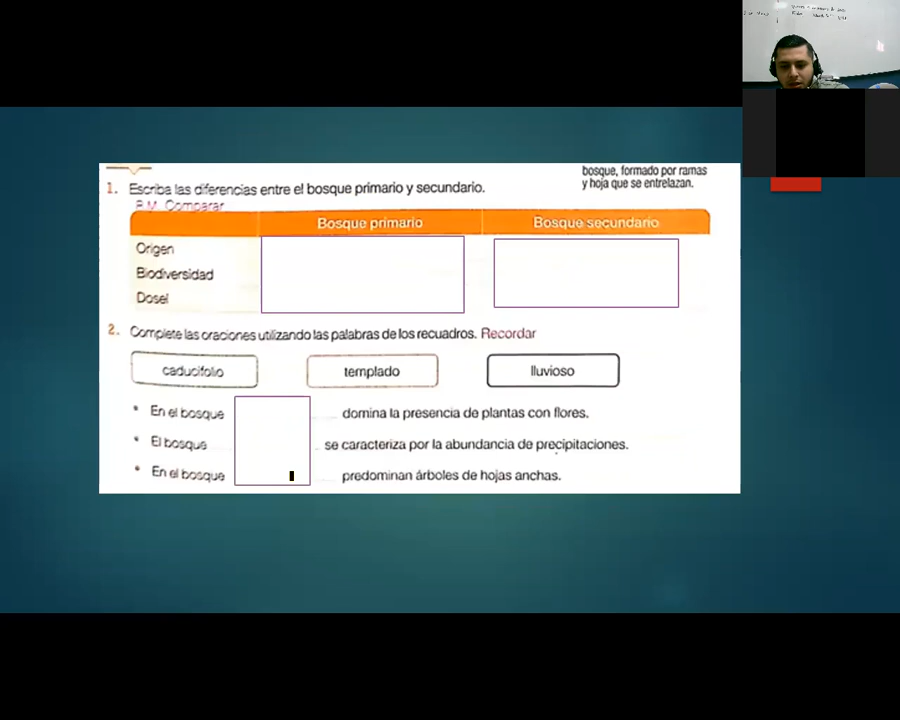 bosque, formado por ramas
y hoja que se entrelazan.
1. Escriba las diferencias entre el bosque primario y secundario.
P.M. Comparar
Bosque primario Bosque secundario
Origen
Biodiversidad
Dosel
2. Complete las oraciones utilizando las palabras de los recuadros. Recordar
caducifolio templado lluvioso
• En el bosque domina la presencia de plantas con flores.
• El bosque se caracteriza por la abundancia de precipitaciones.
• En el bosque predominan árboles de hojas anchas.